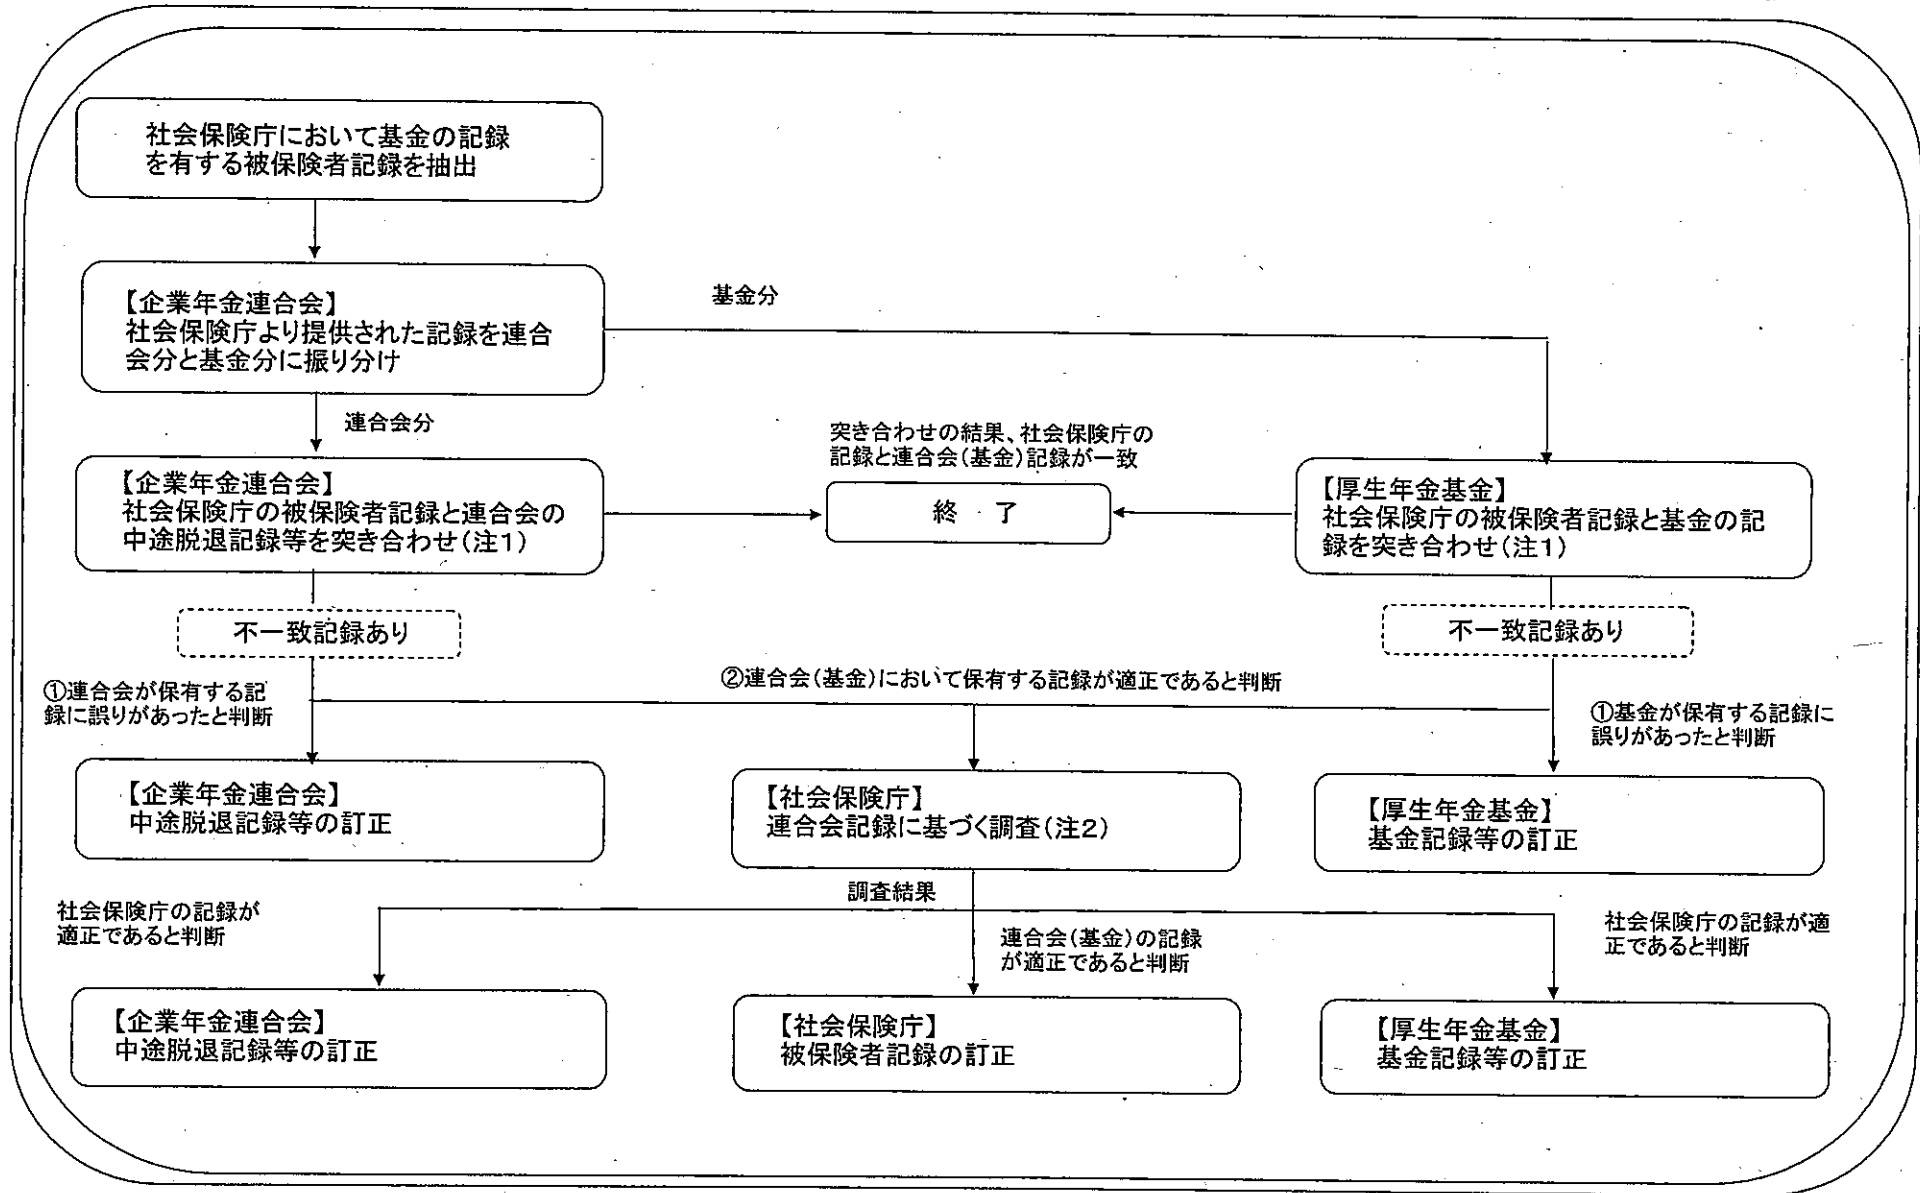 社会保険庁において基金の記録
を有する被保険者記録を抽出
【企業年金連合会】
社会保険庁より提供された記録を連合
会分と基金分に振り分け
基金分
連合会分
【企業年金連合会】
社会保険庁の被保険者記録と連合会の
中途脱退記録等を突き合わせ(注1)
突き合わせの結果、社会保険庁の
記録と連合会(基金)記録が一致
終 了
【厚生年金基金】
社会保険庁の被保険者記録と基金の記
録を突き合わせ(注1)
不一致記録あり
不一致記録あり
①連合会が保有する記
録に誤りがあったと判断
②連合会(基金)において保有する記録が適正であると判断
①基金が保有する記録に
誤りがあったと判断
【企業年金連合会】
中途脱退記録等の訂正
【社会保険庁】
連合会記録に基づく調査(注2)
【厚生年金基金】
基金記録等の訂正
調査結果
社会保険庁の記録が
適正であると判断
連合会(基金)の記録
が適正であると判断
社会保険庁の記録が適
正であると判断
【企業年金連合会】
中途脱退記録等の訂正
【社会保険庁】
被保険者記録の訂正
【厚生年金基金】
基金記録等の訂正